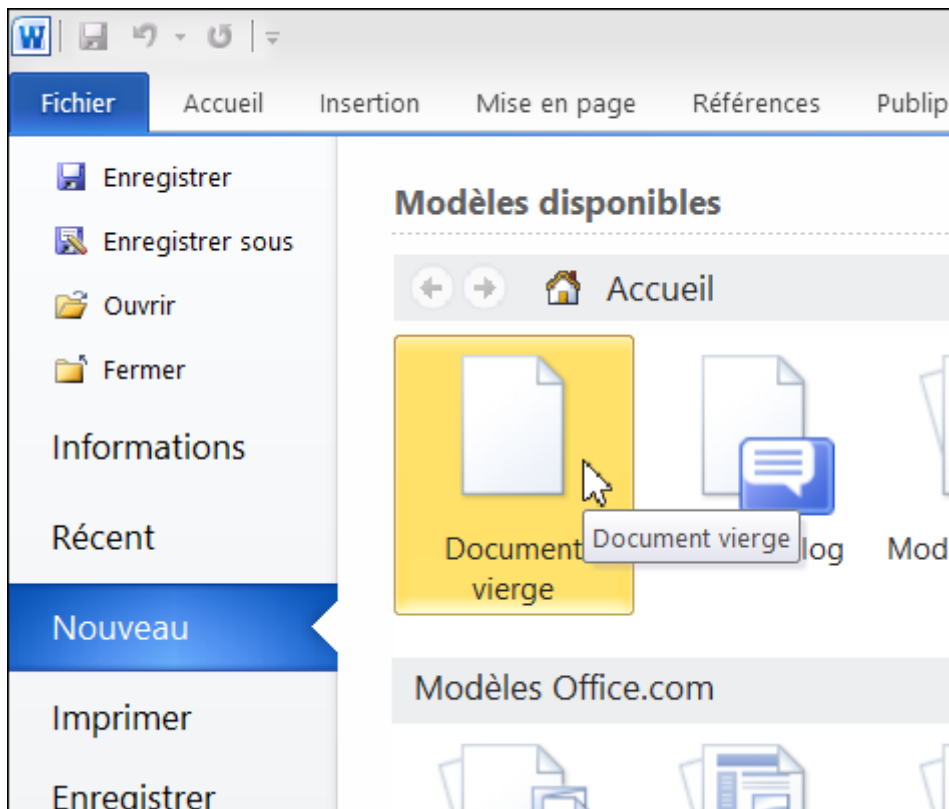 W
Fichier Accueil Insertion Mise en page Références Publip
Enregistrer
Enregistrer sous
Ouvrir
Fermer
Informations
Récent
Nouveau
Imprimer
Enregistrer
Modèles disponibles
Accueil
Document vierge
Document vierge
log
Mod
Modèles Office.com